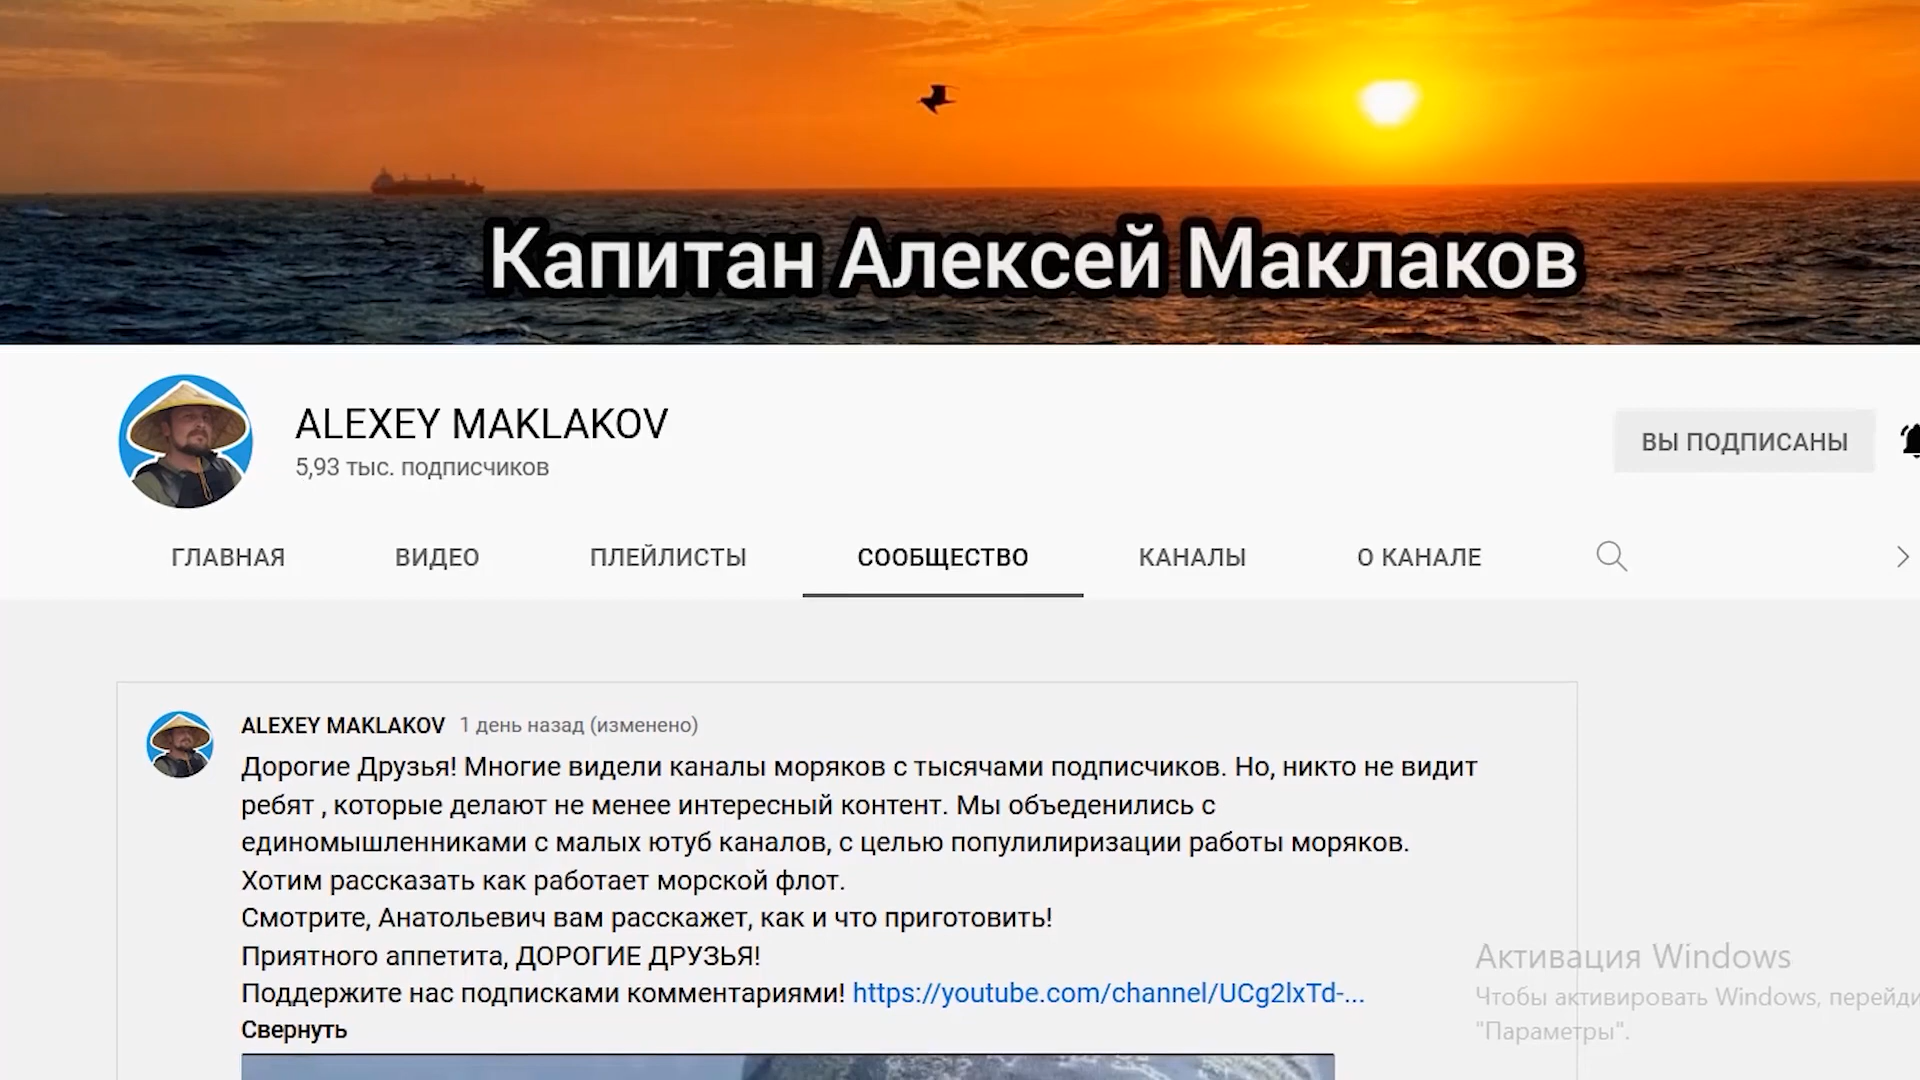 Капитан Алексей Маклаков
ALEXEY MAKLAKOV
5,93 тыс. подписчиков
ВЫ ПОДПИСАНЫ
ГЛАВНАЯ ВИДЕО ПЛЕЙЛИСТЫ СООБЩЕСТВО КАНАЛЫ О КАНАЛЕ
ALEXEY MAKLAKOV 1 день назад (изменено)
Дорогие Друзья! Многие видели каналы моряков с тысячами подписчиков. Но, никто не видит
ребят , которые делают не менее интересный контент. Мы объеденились с
единомышленниками с малых ютуб каналов, с целью популилиризации работы моряков.
Хотим рассказать как работает морской флот.
Смотрите, Анатольевич вам расскажет, как и что приготовить!
Приятного аппетита, ДОРОГИЕ ДРУЗЬЯ!
Поддержите нас подписками комментариями! https://youtube.com/channel/UCg2lxTd-...
Свернуть
Активация Windows
Чтобы активировать Windows, перейди
"Параметры".